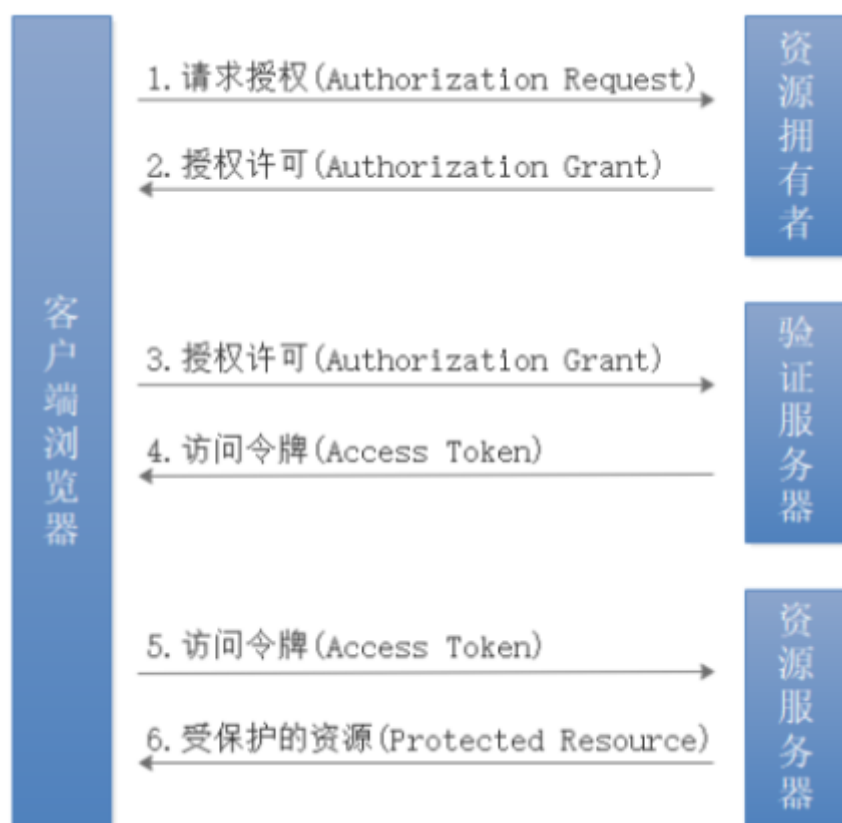 客户端浏览器
1.请求授权(Authorization Request)
2.授权许可(Authorization Grant)
资源拥有者
3.授权许可(Authorization Grant)
4.访问令牌(Access Token)
验证服务器
5.访问令牌(Access Token)
6.受保护的资源(Protected Resource)
资源服务器